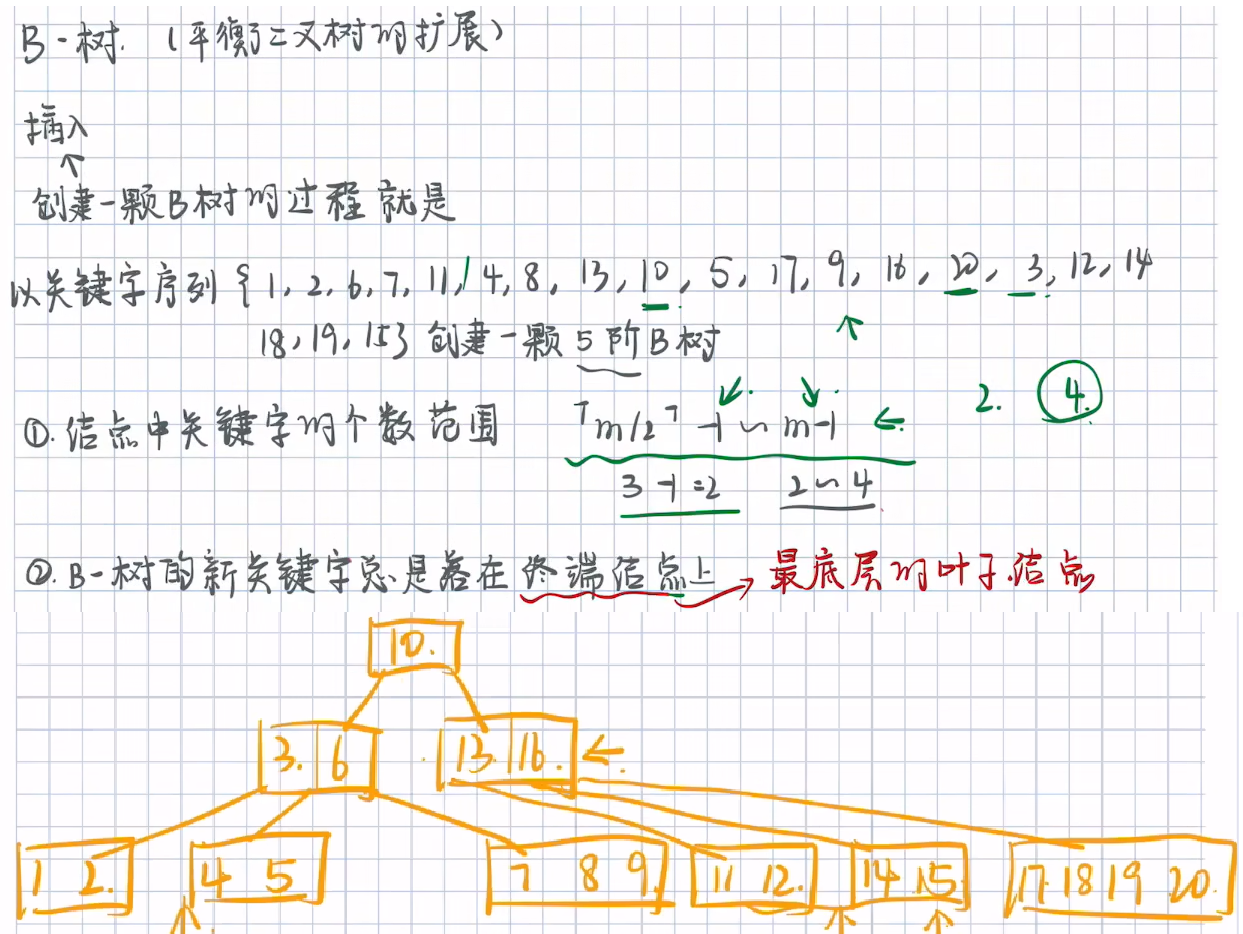 B-树. (平衡二叉树的扩展)
插入
↑
创建一颗B树的过程就是
以关键字序列{1, 2, 6, 7, 11, 4, 8, 13, 10, 5, 17, 9, 16, 20, 3, 12, 14
18, 19, 15} 创建一颗5阶B树
①. 结点中关键字的个数范围 ⌈m/2⌉-1 ~ m-1 ← 2. 4.
3-1=2 2~4
②. B-树的新关键字总是落在终端结点上 → 最底层的叶子结点
10.
3. 6 13. 16. ←
1 2. 4 5 7 8 9. 11 12. 14 15 17 18 19 20.